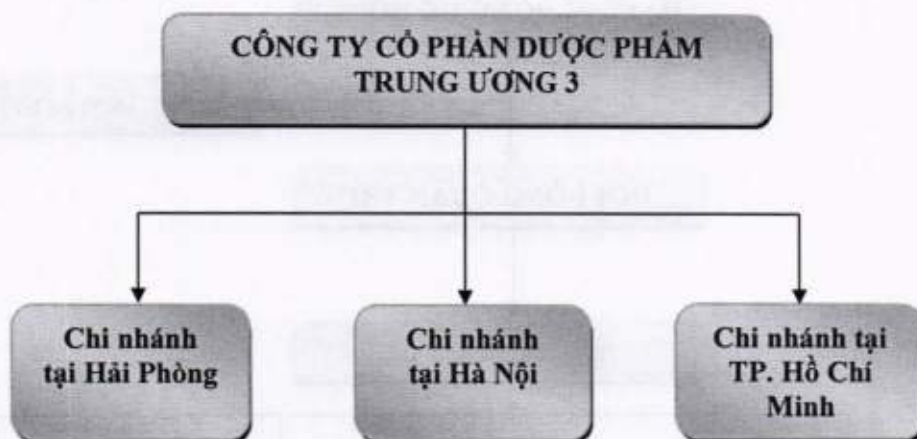 CÔNG TY CỔ PHẦN DƯỢC PHẨM
TRUNG ƯƠNG 3
Chi nhánh
tại Hải Phòng
Chi nhánh
tại Hà Nội
Chi nhánh tại
TP. Hồ Chí
Minh